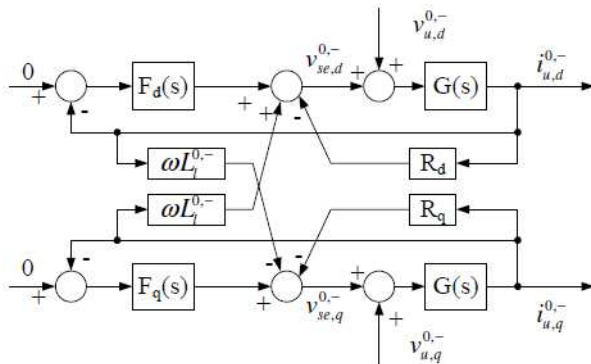 v_{u,d}^{0,-}
0 v_{se,d}^{0,-} i_{u,d}^{0,-}
+ F_d(s) + + + + G(s)
- -
ωL_l^{0,-} R_d
ωL_l^{0,-} R_q
- - -
0 F_q(s) + + G(s)
+ v_{se,q}^{0,-} + i_{u,q}^{0,-}
v_{u,q}^{0,-}